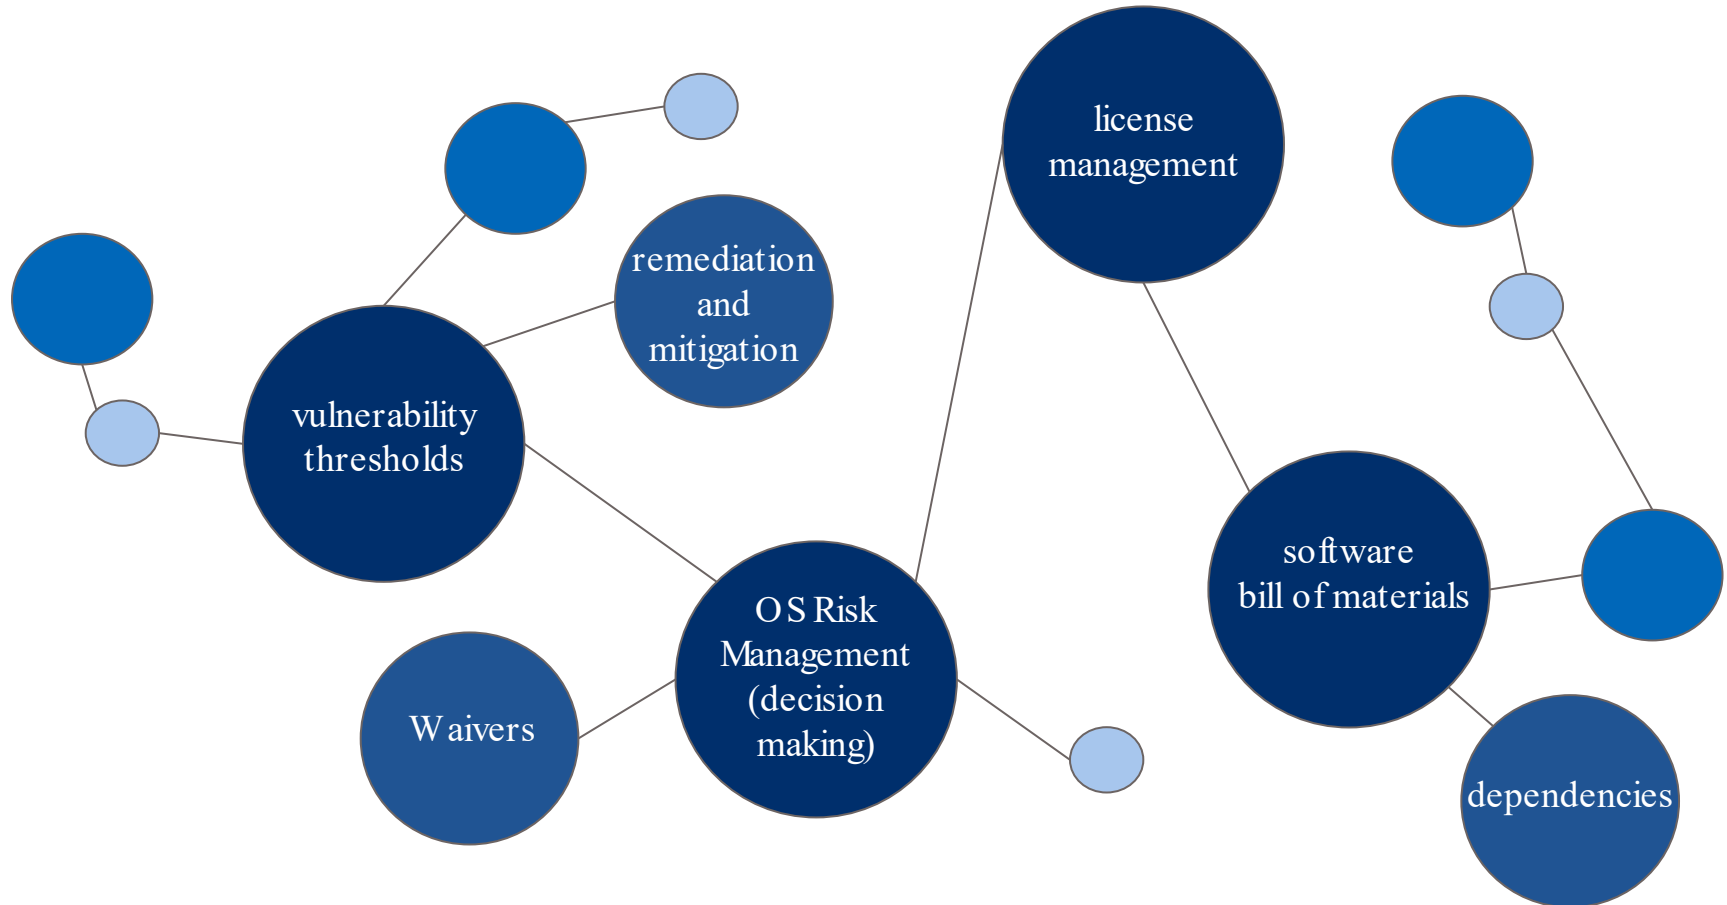 license
management
remediation
and
mitigation
vulnerability
thresholds
software
bill of materials
OS Risk
Management
(decision
making)
Waivers
dependencies